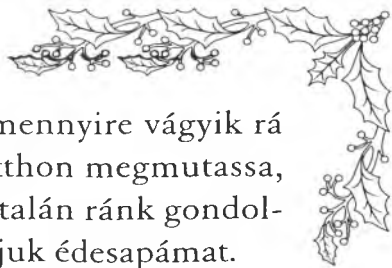 mennyire vágyik rá
tthon megmutassa,
talán ránk gondol-
juk édesapámat.